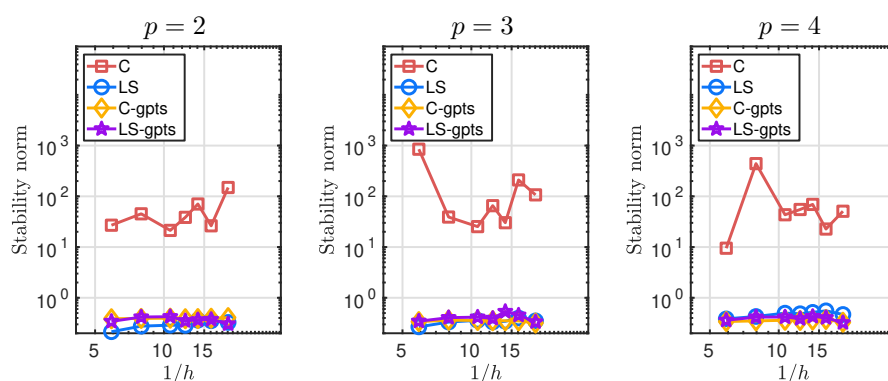 p = 2
C
LS
C-gpts
LS-gpts
Stability norm
10^3
10^2
10^1
10^0
5 10 15
1/h
p = 3
C
LS
C-gpts
LS-gpts
Stability norm
10^3
10^2
10^1
10^0
5 10 15
1/h
p = 4
C
LS
C-gpts
LS-gpts
Stability norm
10^3
10^2
10^1
10^0
5 10 15
1/h